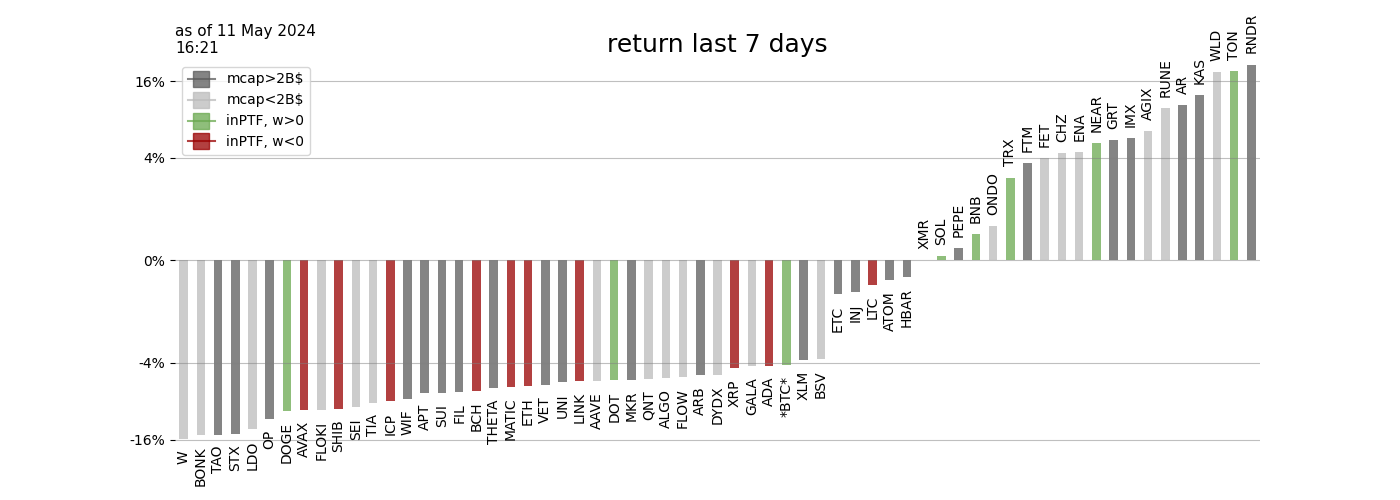 as of 11 May 2024
16:21
return last 7 days
mcap>2B$
mcap<2B$
inPTF, w>0
inPTF, w<0
16%
4%
0%
-4%
-16%
W
BONK
TAO
STX
LDO
OP
DOGE
AVAX
FLOKI
SHIB
SEI
TIA
ICP
WIF
APT
SUI
FIL
BCH
THETA
MATIC
ETH
VET
UNI
LINK
AAVE
DOT
MKR
QNT
ALGO
FLOW
ARB
DYDX
XRP
GALA
ADA
*BTC*
XLM
BSV
ETC
INJ
LTC
ATOM
HBAR
XMR
SOL
PEPE
BNB
ONDO
TRX
FTM
FET
CHZ
ENA
NEAR
GRT
IMX
AGIX
RUNE
AR
KAS
WLD
TON
RNDR